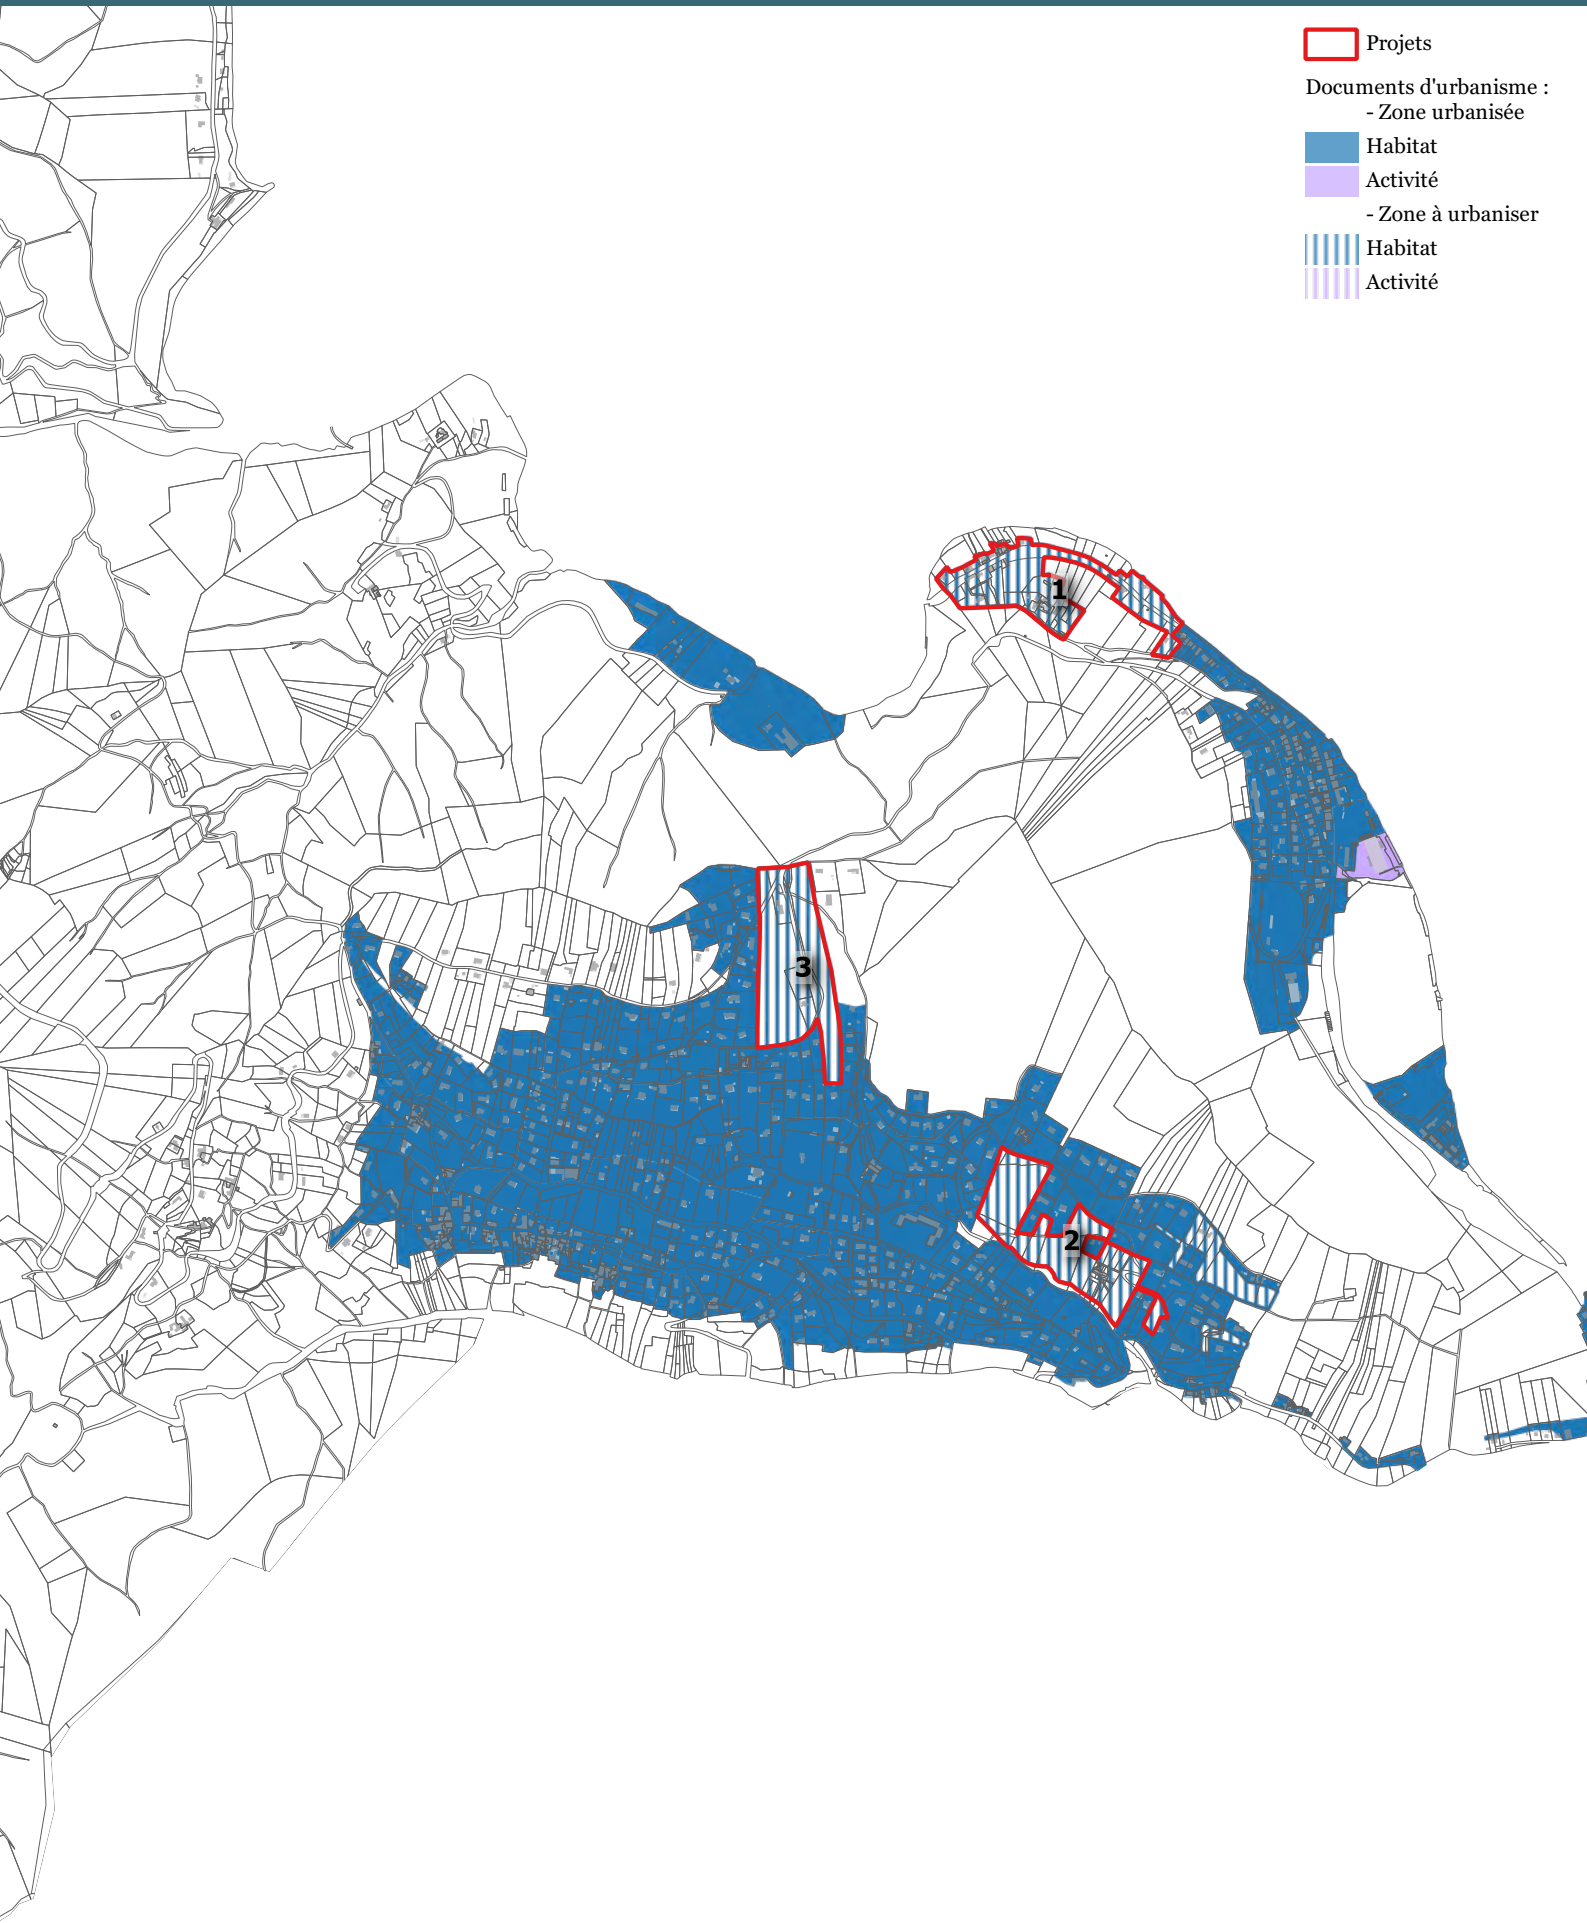 Projets
Documents d'urbanisme :
- Zone urbanisée
Habitat
Activité
- Zone à urbaniser
Habitat
Activité
1
3
2